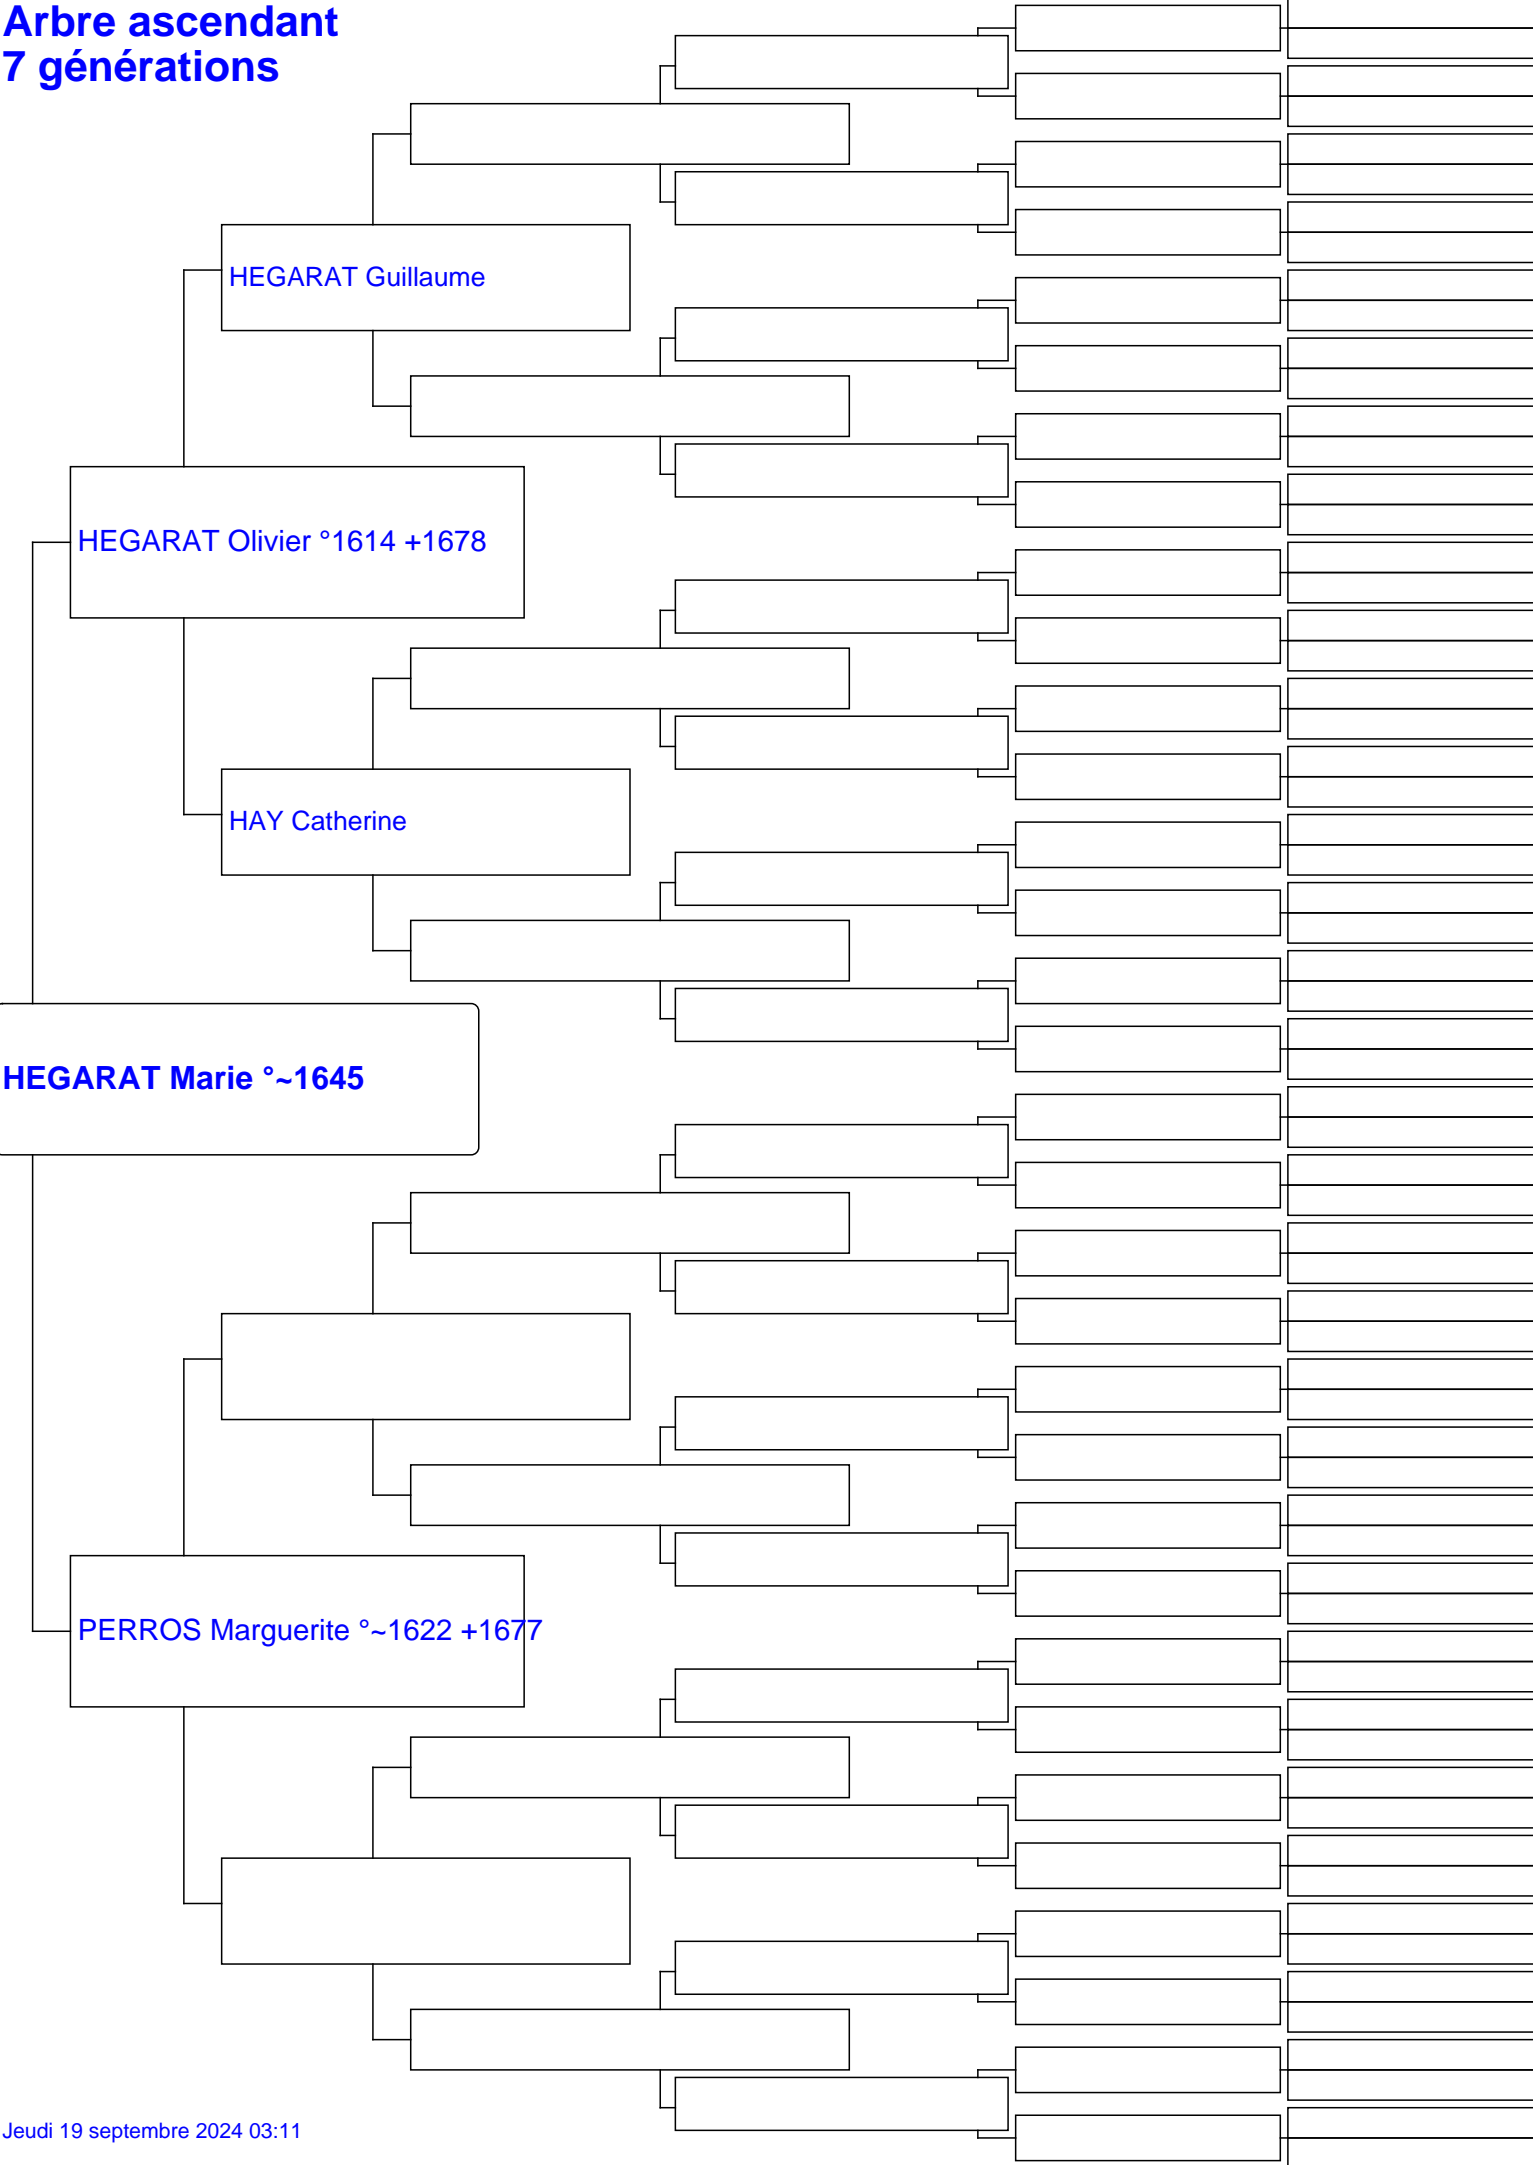 Arbre ascendant
7 générations
HEGARAT Guillaume
HEGARAT Olivier °1614 +1678
HAY Catherine
HEGARAT Marie °~1645
PERROS Marguerite °~1622 +1677
Jeudi 19 septembre 2024 03:11